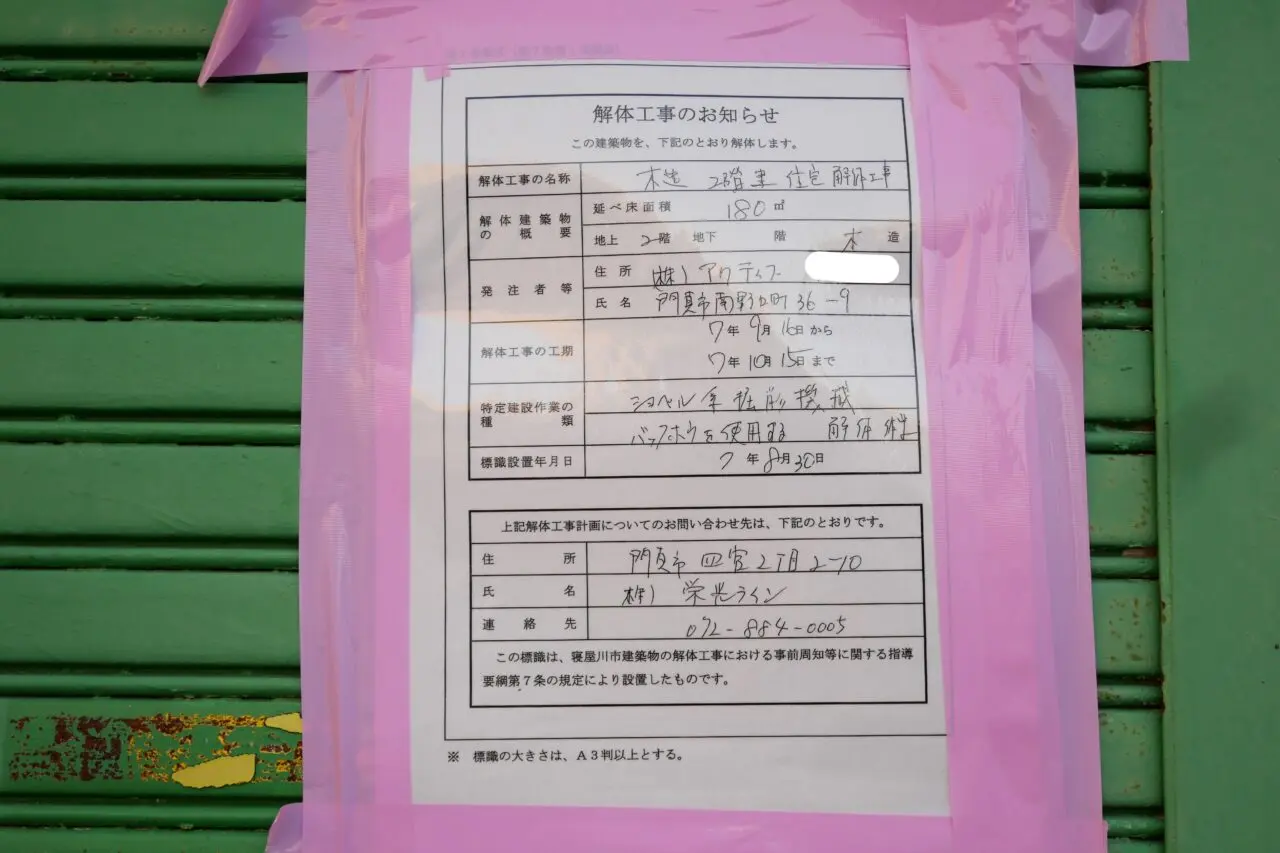 解体工事のお知らせ
この建築物を、下記のとおり解体します。
解体工事の名称 木造 2階建 住宅 解体工事
解体建築物の概要 延べ床面積 180㎡
地上 2階 地下 階 木造
発注者等 住所 (株)アクティブ
氏名 門真市南野口町36-9
解体工事の工期 7年9月16日から
7年10月15日まで
特定建設作業の種類 ショベル系掘削機械
バックホウを使用する 解体作業
標識設置年月日 7年8月30日
上記解体工事計画についてのお問い合わせ先は、下記のとおりです。
住所 門真市四宮2丁目2-10
氏名 (株)栄光ライン
連絡先 072-884-0005
この標識は、寝屋川市建築物の解体工事における事前周知等に関する指導
要綱第7条の規定により設置したものです。
※ 標識の大きさは、A3判以上とする。